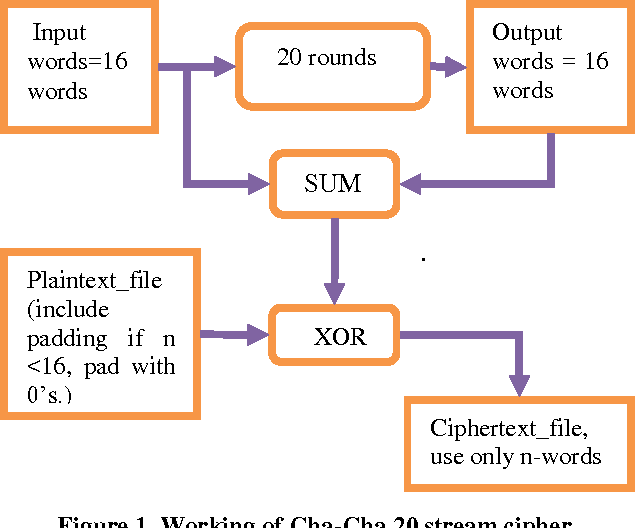 Input
words=16
words
20 rounds
Output
words = 16
words
SUM
Plaintext_file
(include
padding if n
<16, pad with
0’s.)
XOR
Ciphertext_file,
use only n-words
Figure 1. Working of Cha-Cha 20 stream cipher